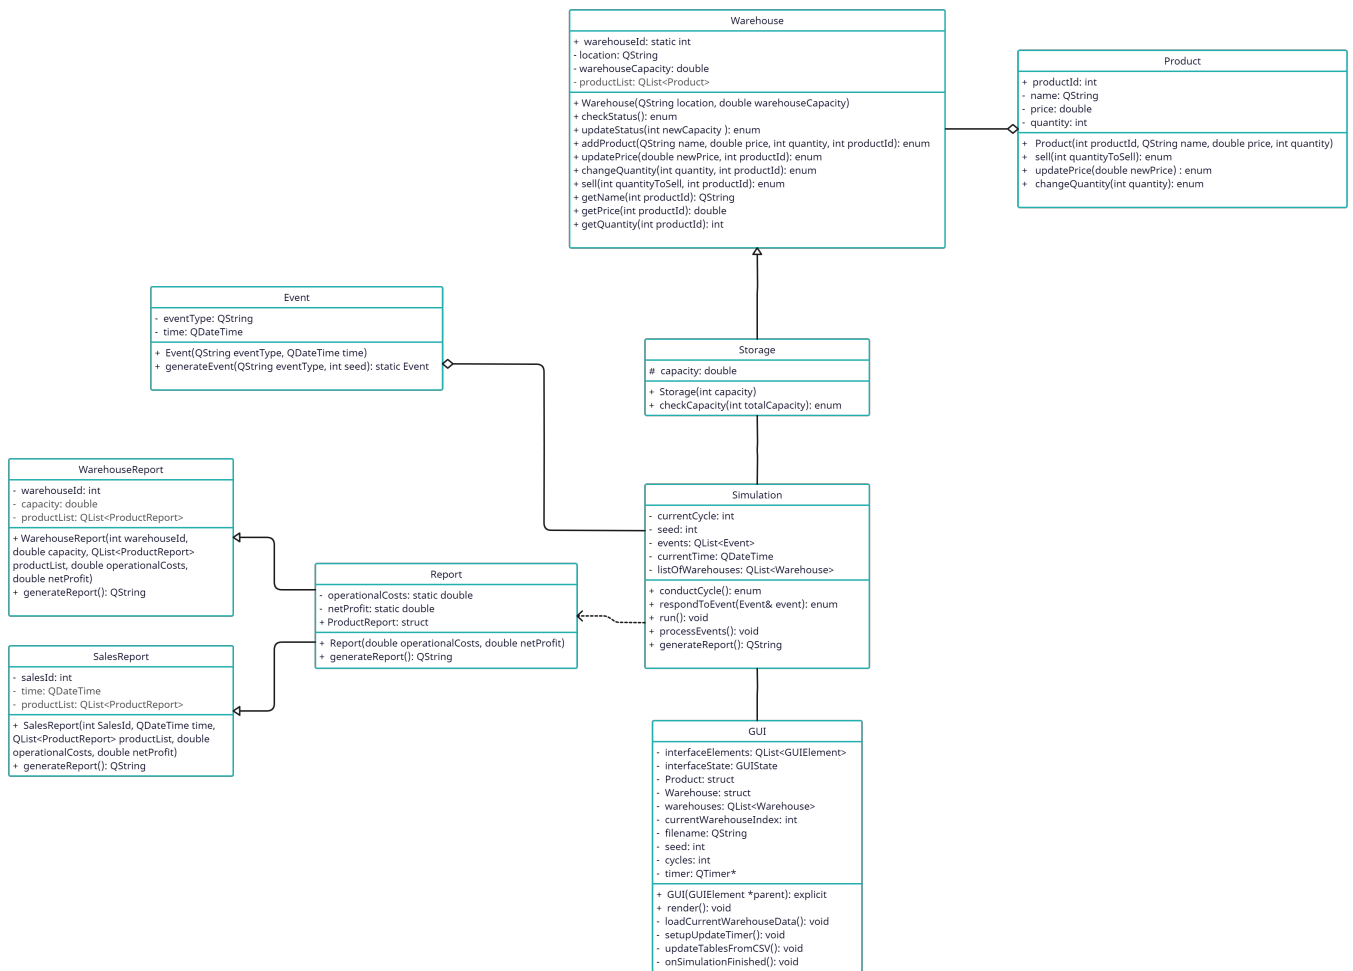 Warehouse
+  warehouseId: static int
- location: QString
- warehouseCapacity: double
- productList: QList<Product>
+ Warehouse(QString location, double warehouseCapacity)
+ checkStatus(): enum
+ updateStatus(int newCapacity ): enum
+ addProduct(QString name, double price, int quantity, int productId): enum
+ updatePrice(double newPrice, int productId): enum
+ changeQuantity(int quantity, int productId): enum
+ sell(int quantityToSell, int productId): enum
+ getName(int productId): QString
+ getPrice(int productId): double
+ getQuantity(int productId): int
Product
+  productId: int
-  name: QString
-  price: double
-  quantity: int
+   Product(int productId, QString name, double price, int quantity)
+   sell(int quantityToSell): enum
+   updatePrice(double newPrice) : enum
+   changeQuantity(int quantity): enum
Event
-  eventType: QString
-  time: QDateTime
+  Event(QString eventType, QDateTime time)
+  generateEvent(QString eventType, int seed): static Event
Storage
#  capacity: double
+  Storage(int capacity)
+  checkCapacity(int totalCapacity): enum
WarehouseReport
-  warehouseId: int
-  capacity: double
-  productList: QList<ProductReport>
+ WarehouseReport(int warehouseId,
double capacity, QList<ProductReport>
productList, double operationalCosts,
double netProfit)
+  generateReport(): QString
Simulation
-  currentCycle: int
-  seed: int
-  events: QList<Event>
-  currentTime: QDateTime
-  listOfWarehouses: QList<Warehouse>
+  conductCycle(): enum
+  respondToEvent(Event& event): enum
+  run(): void
+  processEvents(): void
+  generateReport(): QString
Report
-  operationalCosts: static double
-  netProfit: static double
+ ProductReport: struct
+  Report(double operationalCosts, double netProfit)
+  generateReport(): QString
SalesReport
-  salesId: int
-  time: QDateTime
-  productList: QList<ProductReport>
+  SalesReport(int SalesId, QDateTime time,
QList<ProductReport> productList, double
operationalCosts, double netProfit)
+  generateReport(): QString
GUI
-  interfaceElements: QList<GUIElement>
-  interfaceState: GUIState
-  Product: struct
-  Warehouse: struct
-  warehouses: QList<Warehouse>
-  currentWarehouseIndex: int
-  filename: QString
-  seed: int
-  cycles: int
-  timer: QTimer*
+  GUI(GUIElement *parent): explicit
+  render(): void
-  loadCurrentWarehouseData(): void
-  setupUpdateTimer(): void
-  updateTablesFromCSV(): void
-  onSimulationFinished(): void